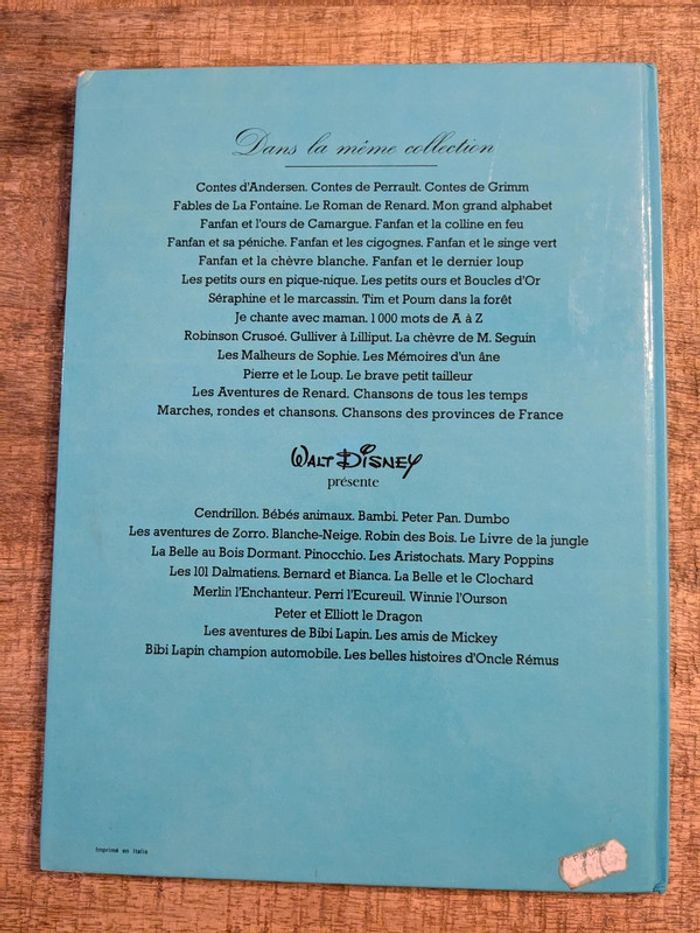 Dans la même collection
Contes d'Andersen. Contes de Perrault. Contes de Grimm
Fables de La Fontaine. Le Roman de Renard. Mon grand alphabet
Fanfan et l'ours de Camargue. Fanfan et la colline en feu
Fanfan et sa péniche. Fanfan et les cigognes. Fanfan et le singe vert
Fanfan et la chèvre blanche. Fanfan et le dernier loup
Les petits ours en pique-nique. Les petits ours et Boucles d'Or
Séraphine et le marcassin. Tim et Poum dans la forêt
Je chante avec maman. 1 000 mots de A à Z
Robinson Crusoé. Gulliver à Lilliput. La chèvre de M. Seguin
Les Malheurs de Sophie. Les Mémoires d'un âne
Pierre et le Loup. Le brave petit tailleur
Les Aventures de Renard. Chansons de tous les temps
Marches, rondes et chansons. Chansons des provinces de France
WALT DISNEY
présente
Cendrillon. Bébés animaux. Bambi. Peter Pan. Dumbo
Les aventures de Zorro. Blanche-Neige. Robin des Bois. Le Livre de la jungle
La Belle au Bois Dormant. Pinocchio. Les Aristochats. Mary Poppins
Les 101 Dalmatiens. Bernard et Bianca. La Belle et le Clochard
Merlin l'Enchanteur. Perri l'Ecureuil. Winnie l'Ourson
Peter et Elliott le Dragon
Les aventures de Bibi Lapin. Les amis de Mickey
Bibi Lapin champion automobile. Les belles histoires d'Oncle Rémus
Imprimé en Italie